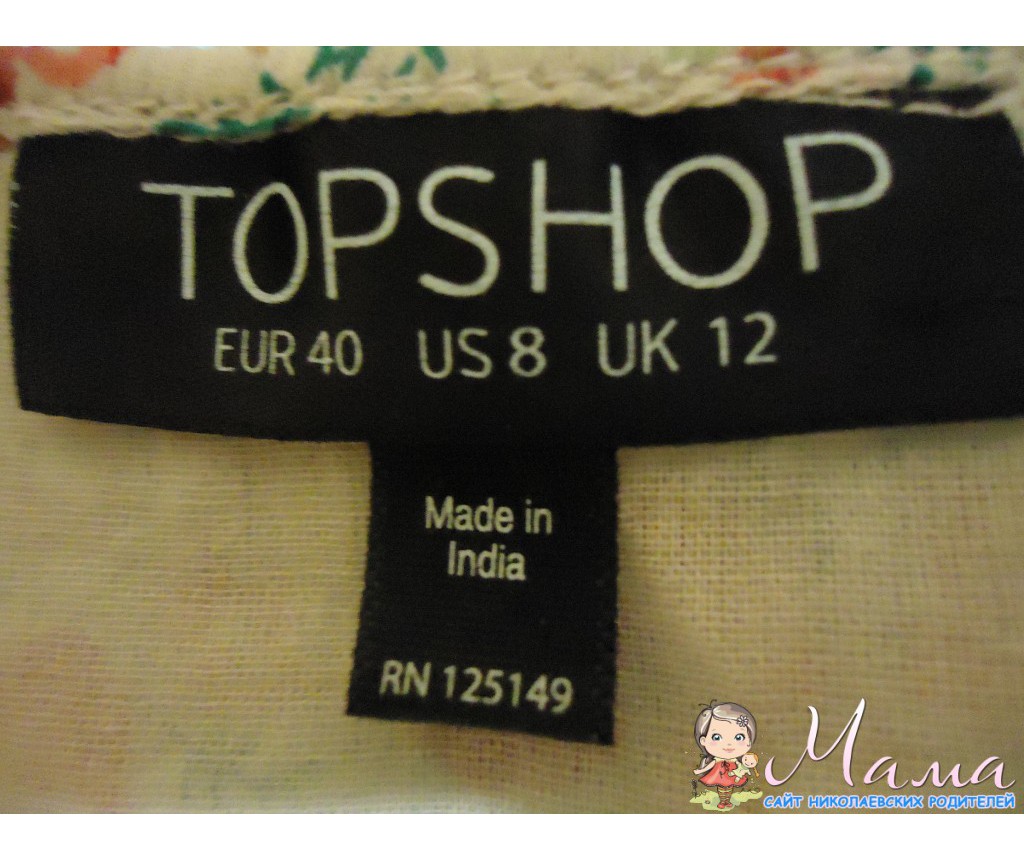 TOPSHOP
EUR 40 US 8 UK 12
Made in
India
RN 125149
Мама
САЙТ НИКОЛАЕВСКИХ РОДИТЕЛЕЙ